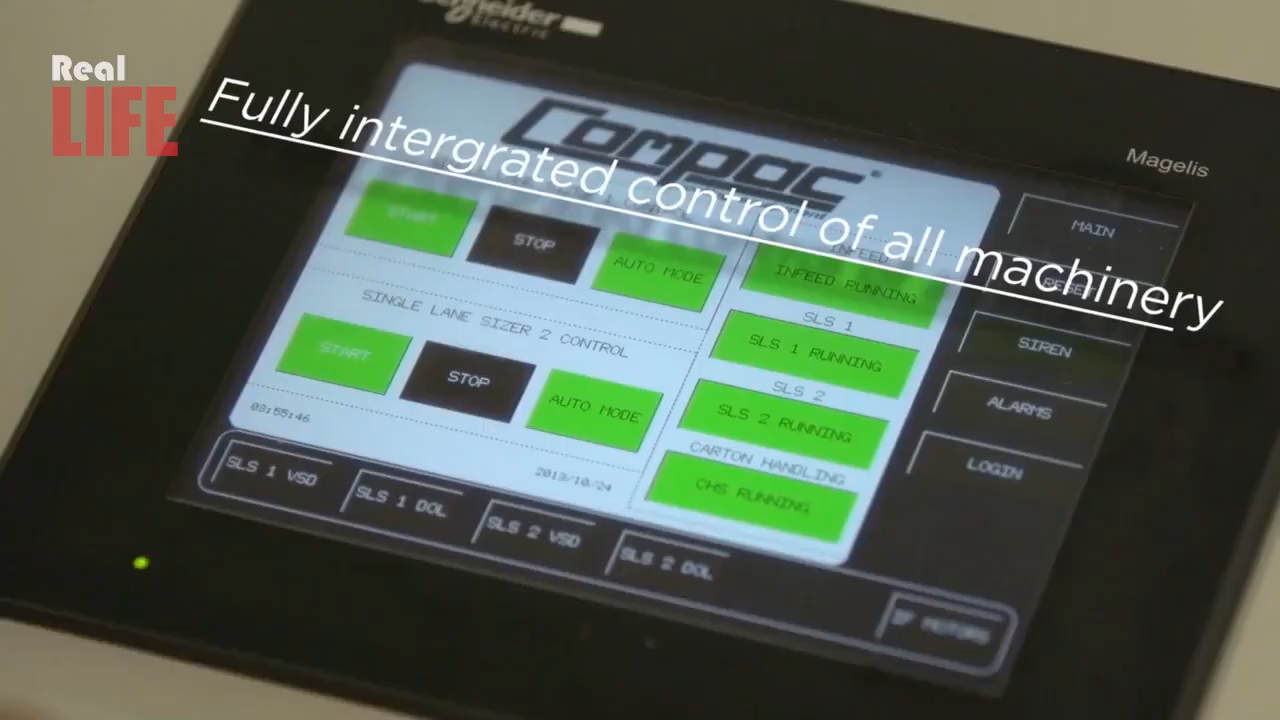 Schneider
Electric
Real
LIFE
Fully intergrated control of all machinery
Compac
Magelis
START
STOP
AUTO MODE
SINGLE LANE SIZER 2 CONTROL
START
STOP
AUTO MODE
03:55:46
2013/10/24
INFEED
INFEED RUNNING
SLS 1
SLS 1 RUNNING
SLS 2
SLS 2 RUNNING
CARTON HANDLING
CHS RUNNING
MAIN
RESET
SIREN
ALARMS
LOGIN
SLS 1 VSD
SLS 1 DOL
SLS 2 VSD
SLS 2 DOL
IF MOTORS